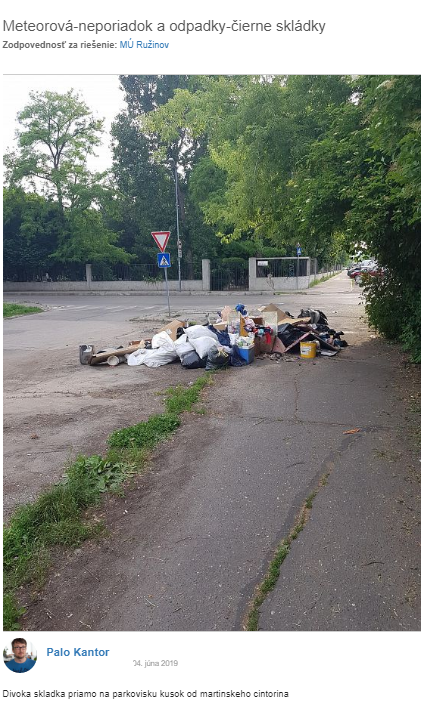 Meteorová-neporiadok a odpadky-čierne skládky
Zodpovednosť za riešenie: MÚ Ružinov
Palo Kantor
04. júna 2019
Divoka skladka priamo na parkovisku kusok od martinskeho cintorina